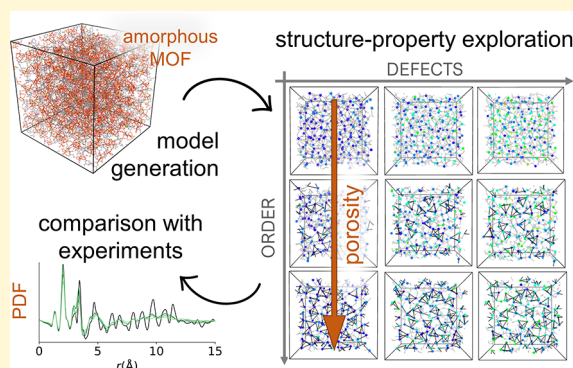 amorphous
MOF
model
generation
structure-property exploration
DEFECTS
ORDER
porosity
comparison with
experiments
PDF
0 5 10 15
r(Å)